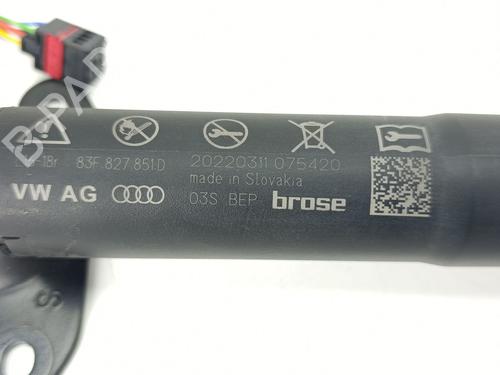 83F 827 851 D 20220311 075420
made in Slovakia
VW AG 03S BEP brose
S